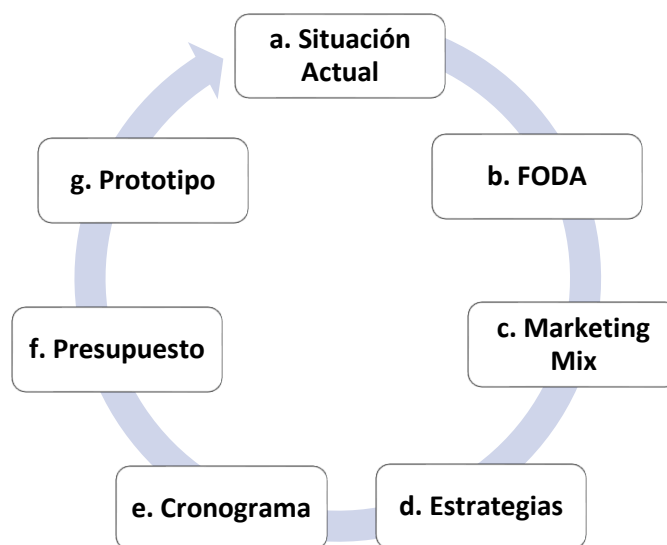 a. Situación
Actual
b. FODA
c. Marketing
Mix
d. Estrategias
e. Cronograma
f. Presupuesto
g. Prototipo